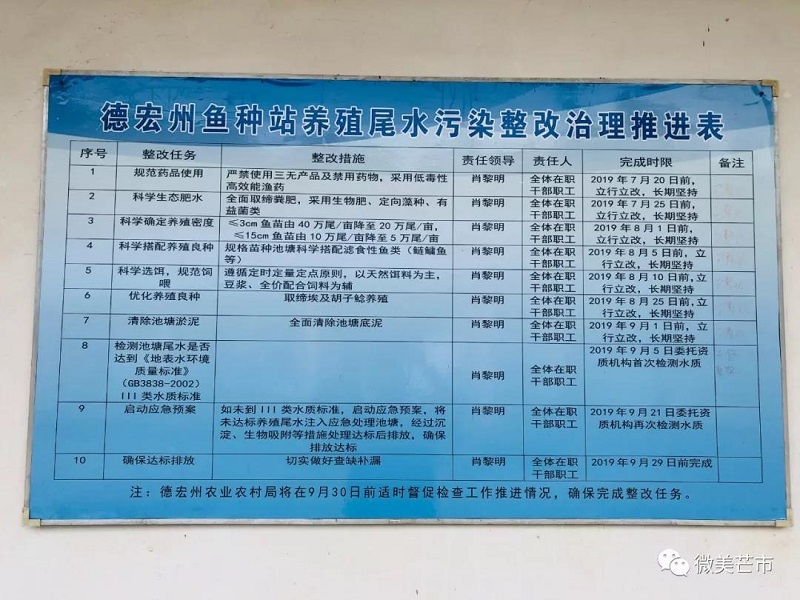 德宏州鱼种站养殖尾水污染整改治理推进表
序号 整改任务 整改措施 责任领导 责任人 完成时限 备注
1 规范药品使用 严禁使用三无产品及禁用药物，采用低毒性 肖黎明 全体在职 2019年7月20日前，
高效能渔药 干部职工 立行立改，长期坚持
2 科学生态肥水 全面取缔粪肥，采用生物肥、定向藻种、有 肖黎明 全体在职 2019年7月25日前，
益菌类 干部职工 立行立改，长期坚持
3 科学确定养殖密度 ≤3cm鱼苗由40万尾/亩降至20万尾/亩， 肖黎明 全体在职 2019年8月1日前，
≤15cm鱼苗由10万尾/亩降至5万尾/亩 干部职工 立行立改，长期坚持
4 科学搭配养殖良种 规格苗种池塘科学搭配滤食性鱼类（鲢鳙鱼 肖黎明 全体在职 2019年8月5日前，立
等） 干部职工 行立改，长期坚持
5 科学选饵，规范饲 遵循定时定量定点原则，以天然饵料为主， 肖黎明 全体在职 2019年8月10日前，立
喂 豆浆、全价配合饲料为辅 干部职工 行立改，长期坚持
6 优化养殖良种 取缔埃及胡子鲶养殖 肖黎明 全体在职 2019年8月25日前，立
干部职工 行立改，长期坚持
7 清除池塘淤泥 全面清除池塘底泥 肖黎明 全体在职 2019年9月1日前，立
干部职工 行立改，长期坚持
8 检测池塘尾水是否 肖黎明 全体在职 2019年9月5日委托资
达到《地表水环境 干部职工 质机构首次检测水质
质量标准》
（GB3838-2002）
III类水质标准
9 启动应急预案 如未到III类水质标准，启动应急预案，将 肖黎明 全体在职 2019年9月21日委托资
未达标养殖尾水注入应急处理池塘，经过沉 干部职工 质机构再次检测水质
淀、生物吸附等措施处理达标后排放，确保
排放达标
10 确保达标排放 切实做好查缺补漏 肖黎明 全体在职 2019年9月29日前完成
干部职工
注：德宏州农业农村局将在9月30日前适时督促检查工作推进情况，确保完成整改任务。
微美芒市